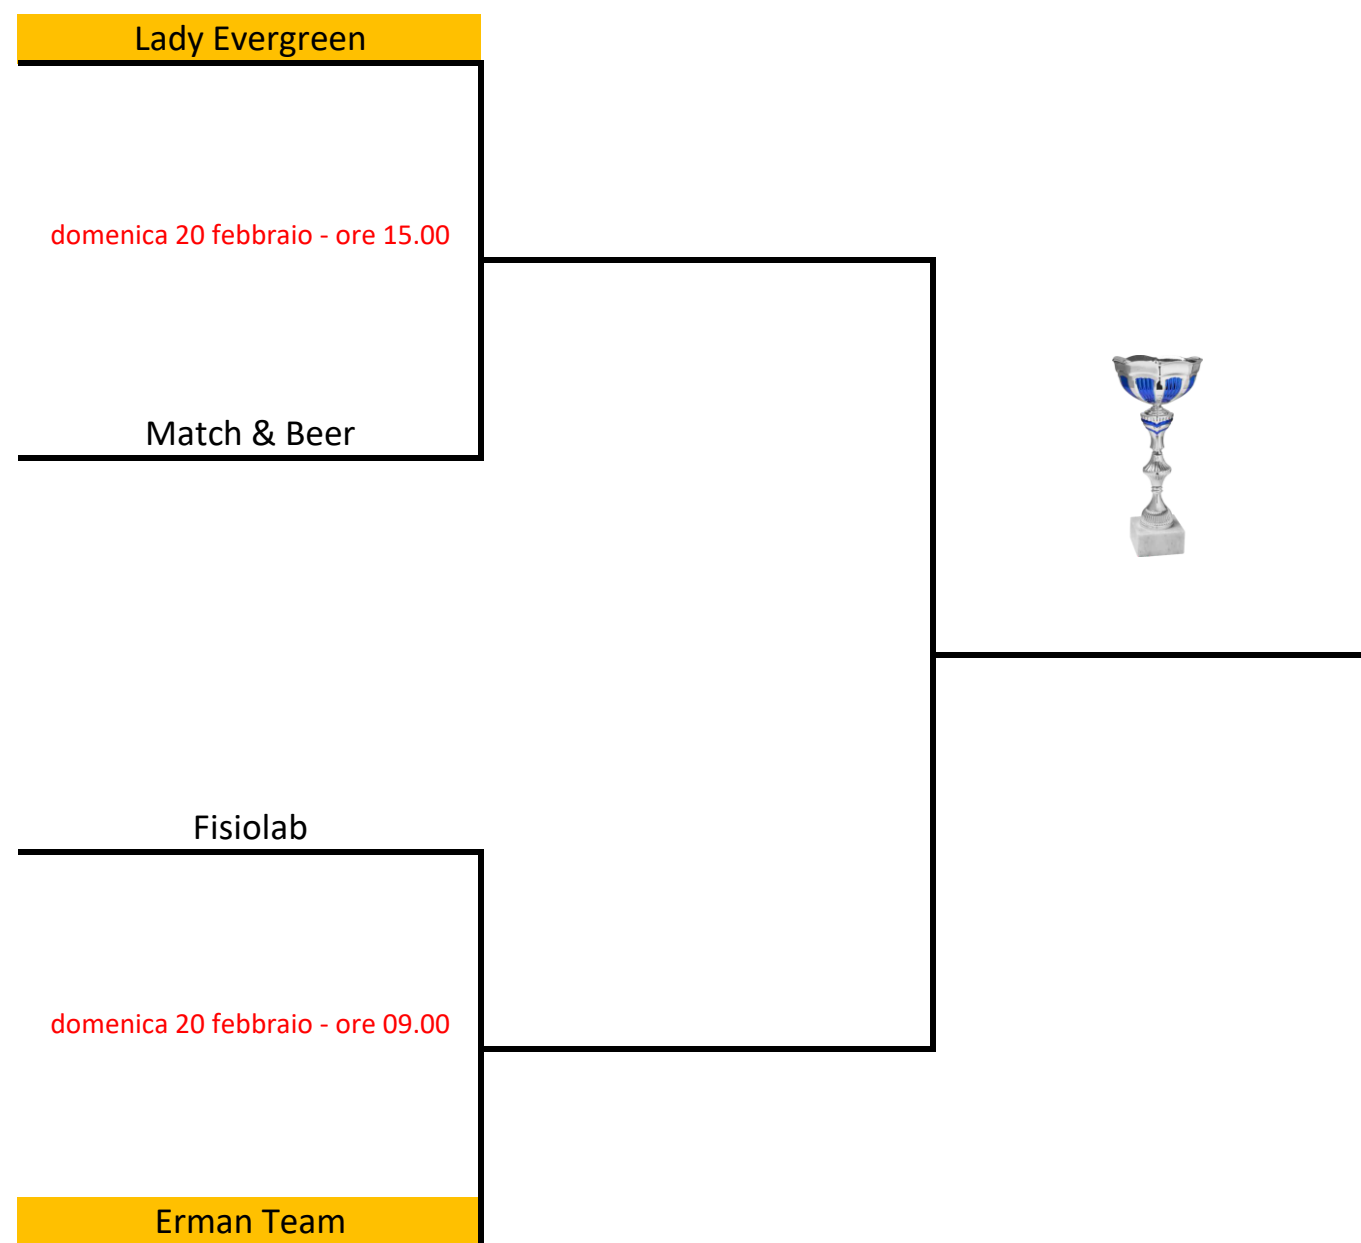 Lady Evergreen
domenica 20 febbraio - ore 15.00
Match & Beer
Fisiolab
domenica 20 febbraio - ore 09.00
Erman Team